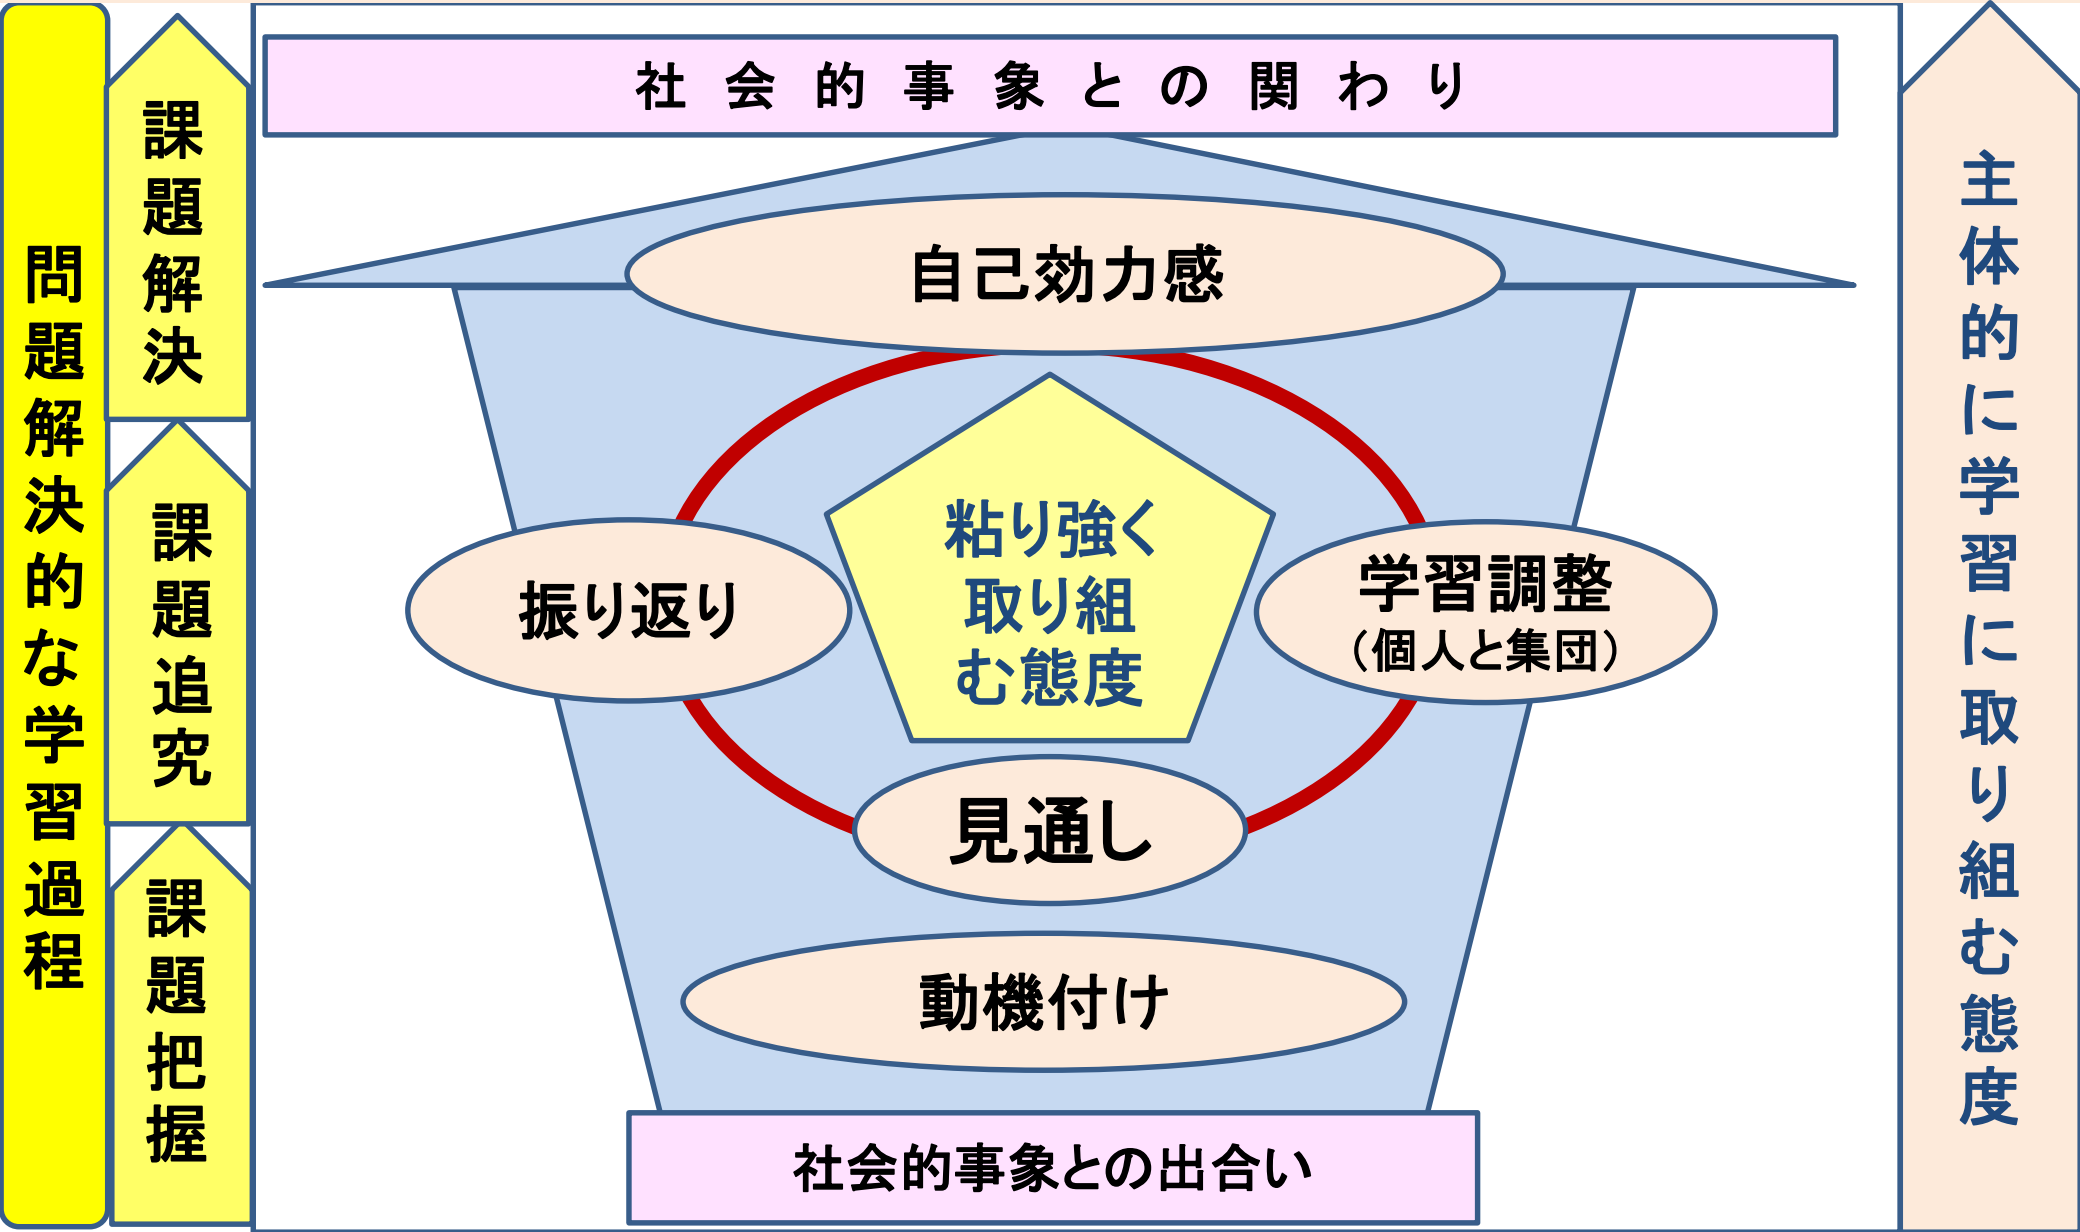 問題解決的な学習過程
課題解決
課題追究
課題把握
社会的事象との関わり
自己効力感
粘り強く
取り組
む態度
振り返り
学習調整
（個人と集団）
見通し
動機付け
社会的事象との出合い
主体的に学習に取り組む態度